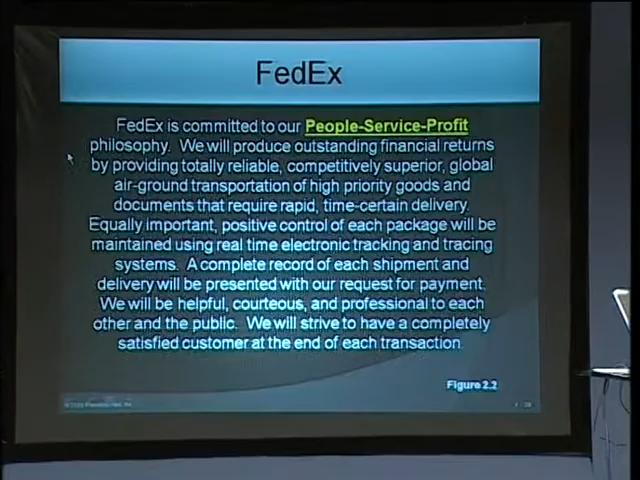 FedEx
FedEx is committed to our People-Service-Profit
philosophy. We will produce outstanding financial returns
by providing totally reliable, competitively superior, global
air-ground transportation of high priority goods and
documents that require rapid, time-certain delivery.
Equally important, positive control of each package will be
maintained using real time electronic tracking and tracing
systems. A complete record of each shipment and
delivery will be presented with our request for payment.
We will be helpful, courteous, and professional to each
other and the public. We will strive to have a completely
satisfied customer at the end of each transaction
Figure 2.2